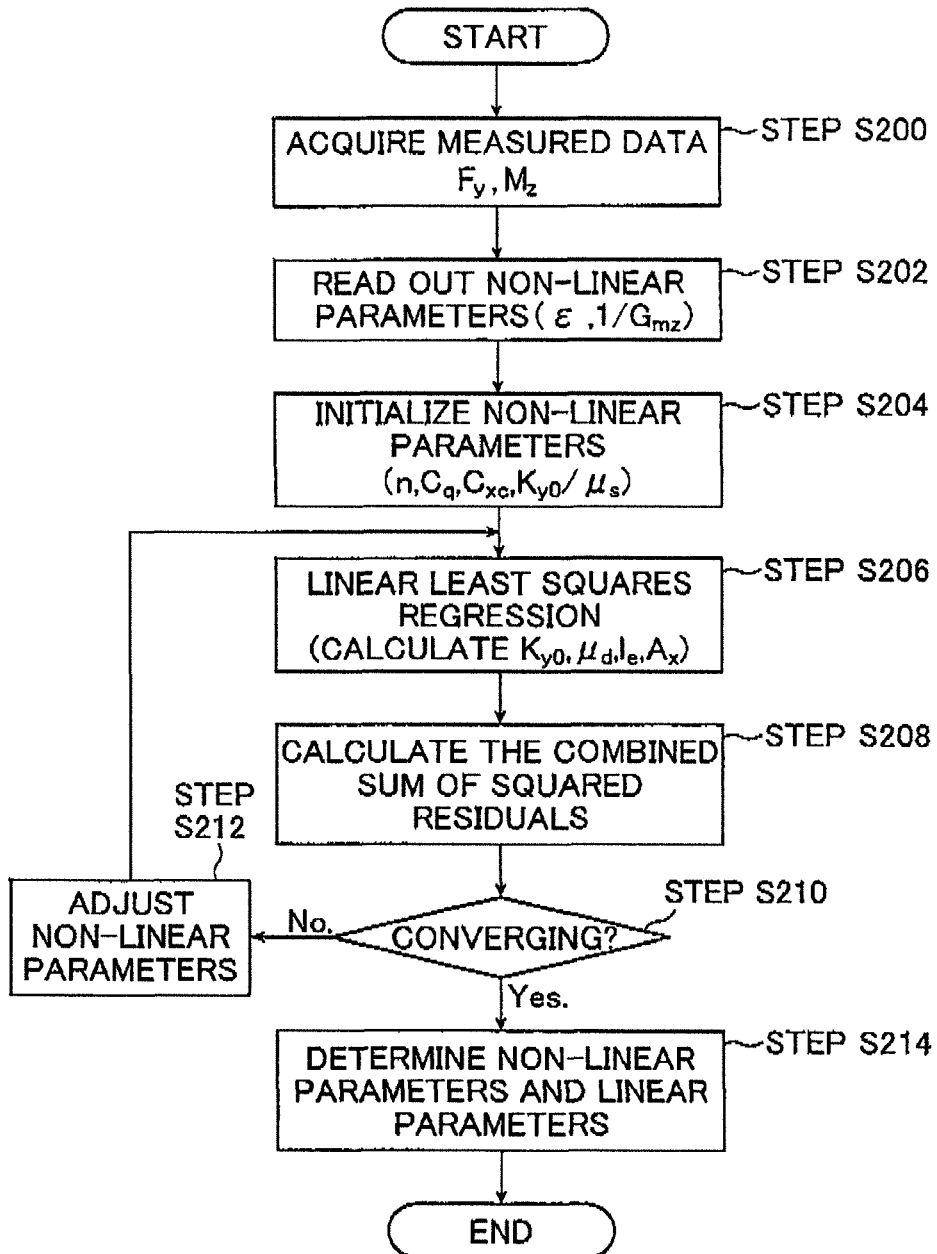 START
ACQUIRE MEASURED DATA
Fy, Mz
STEP S200
READ OUT NON-LINEAR
PARAMETERS(ε,1/Gmz)
STEP S202
INITIALIZE NON-LINEAR
PARAMETERS
(n,Cq,Cxc,Ky0/μs)
STEP S204
LINEAR LEAST SQUARES
REGRESSION
(CALCULATE Ky0,μd,le,Ax)
STEP S206
CALCULATE THE COMBINED
SUM OF SQUARED
RESIDUALS
STEP S208
CONVERGING?
STEP S210
No.
STEP
S212
ADJUST
NON-LINEAR
PARAMETERS
Yes.
DETERMINE NON-LINEAR
PARAMETERS AND LINEAR
PARAMETERS
STEP S214
END